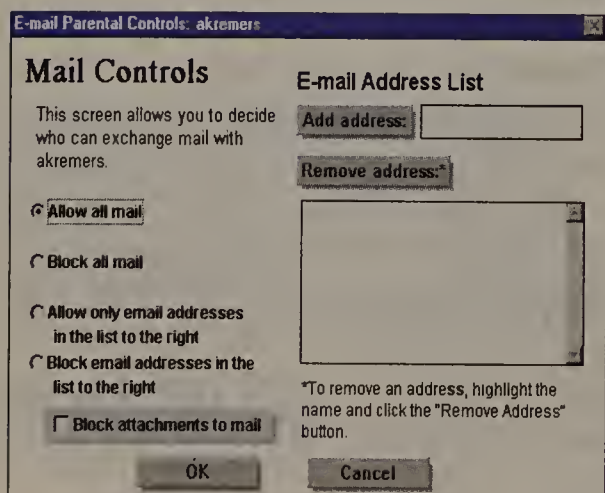 E-mail Parental Controls: akremers
Mail Controls
This screen allows you to decide
who can exchange mail with
akremers.
Allow all mail
Block all mail
Allow only email addresses
in the list to the right
Block email addresses in the
list to the right
Block attachments to mail
OK
E-mail Address List
Add address:
Remove address:*
*To remove an address, highlight the
name and click the "Remove Address"
button.
Cancel